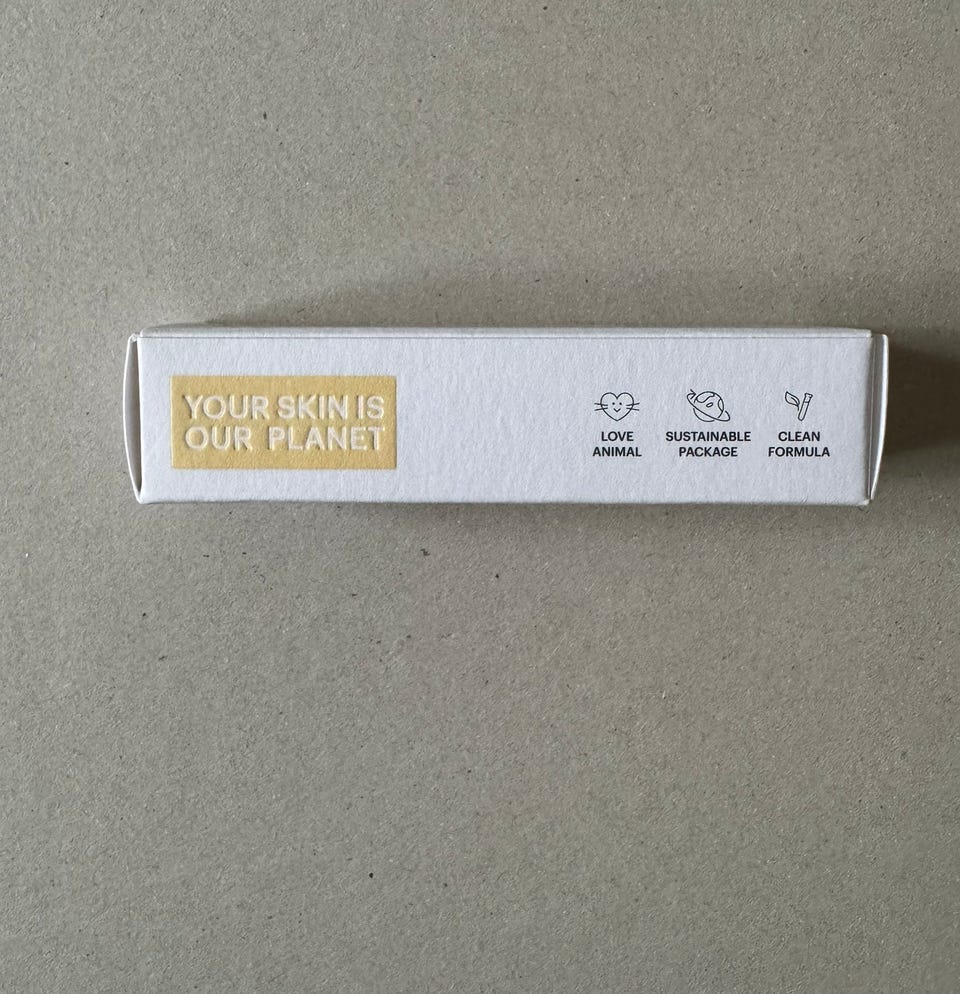 YOUR SKIN IS
OUR PLANET
LOVE
ANIMAL
SUSTAINABLE
PACKAGE
CLEAN
FORMULA